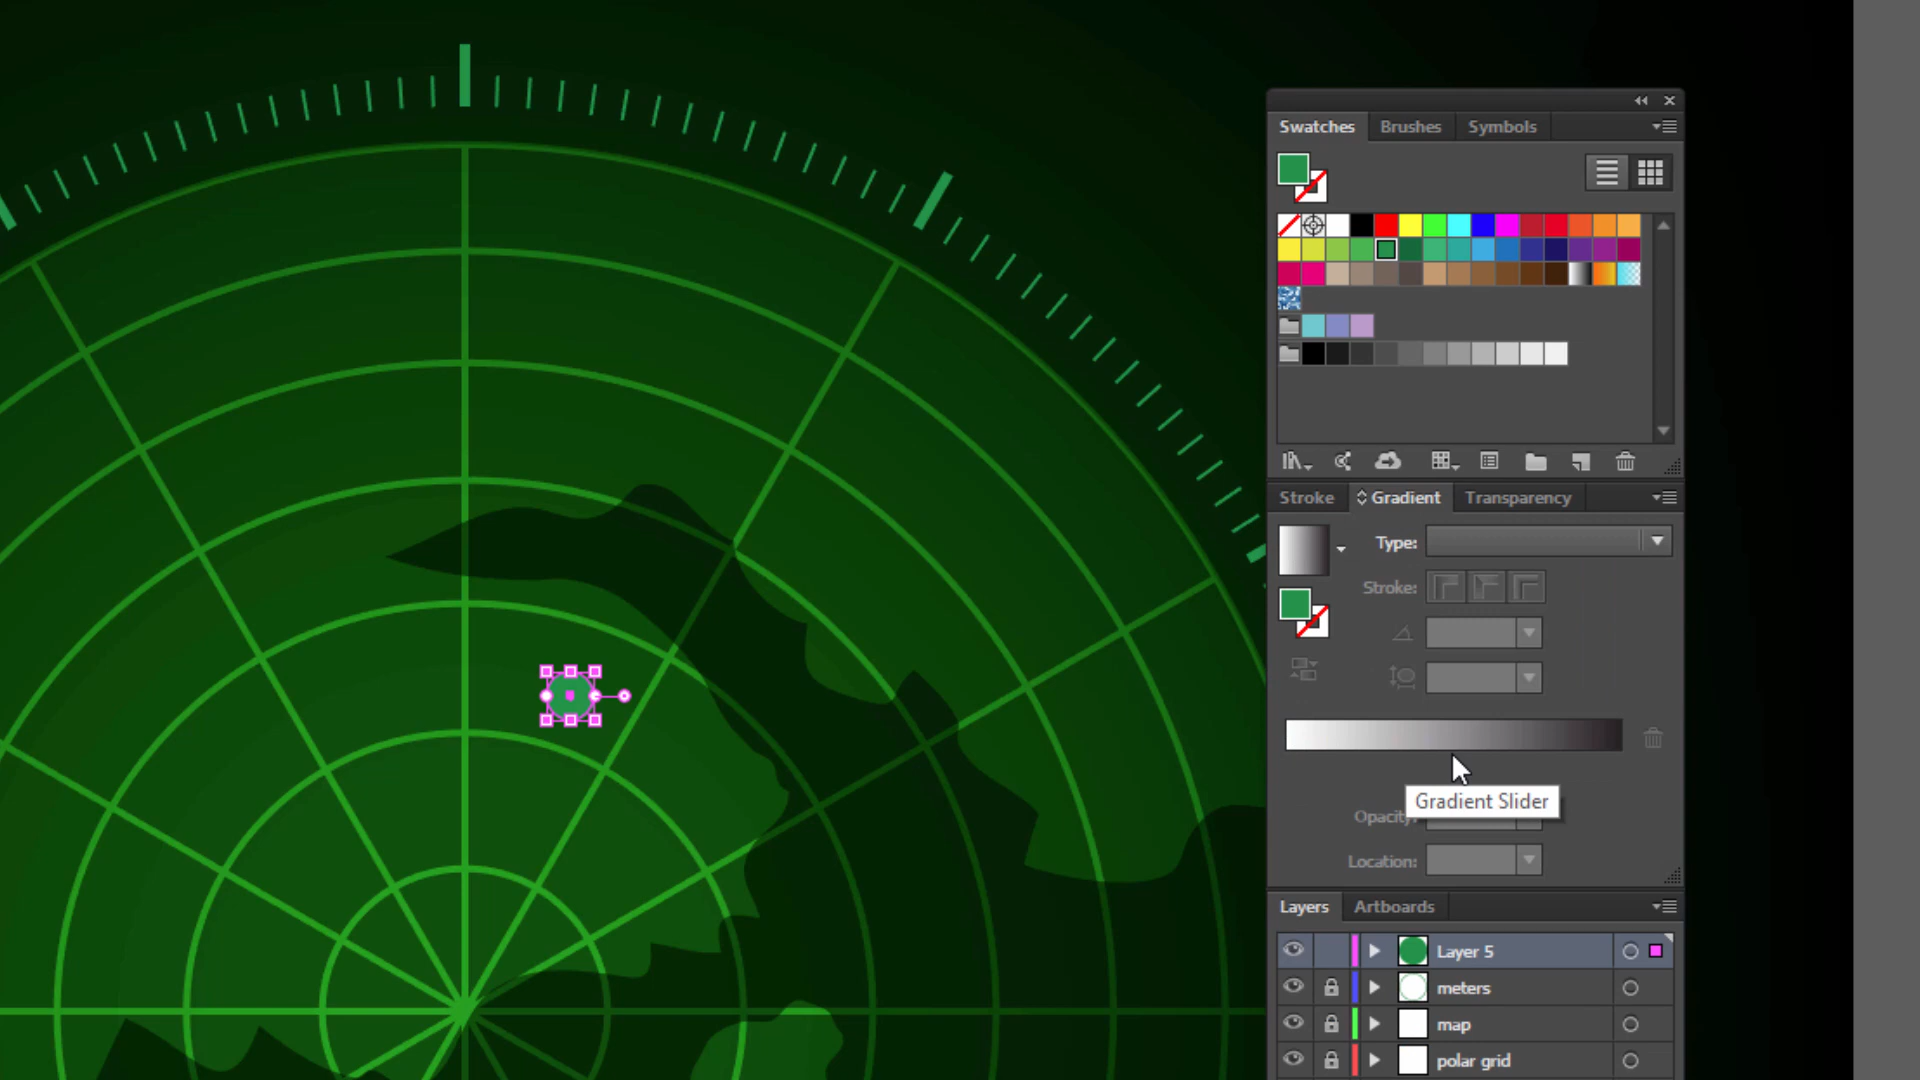 Swatches Brushes Symbols
Stroke Gradient Transparency
Type:
Stroke:
Gradient Slider
Opacity:
Location:
Layers Artboards
Layer 5
meters
map
polar grid